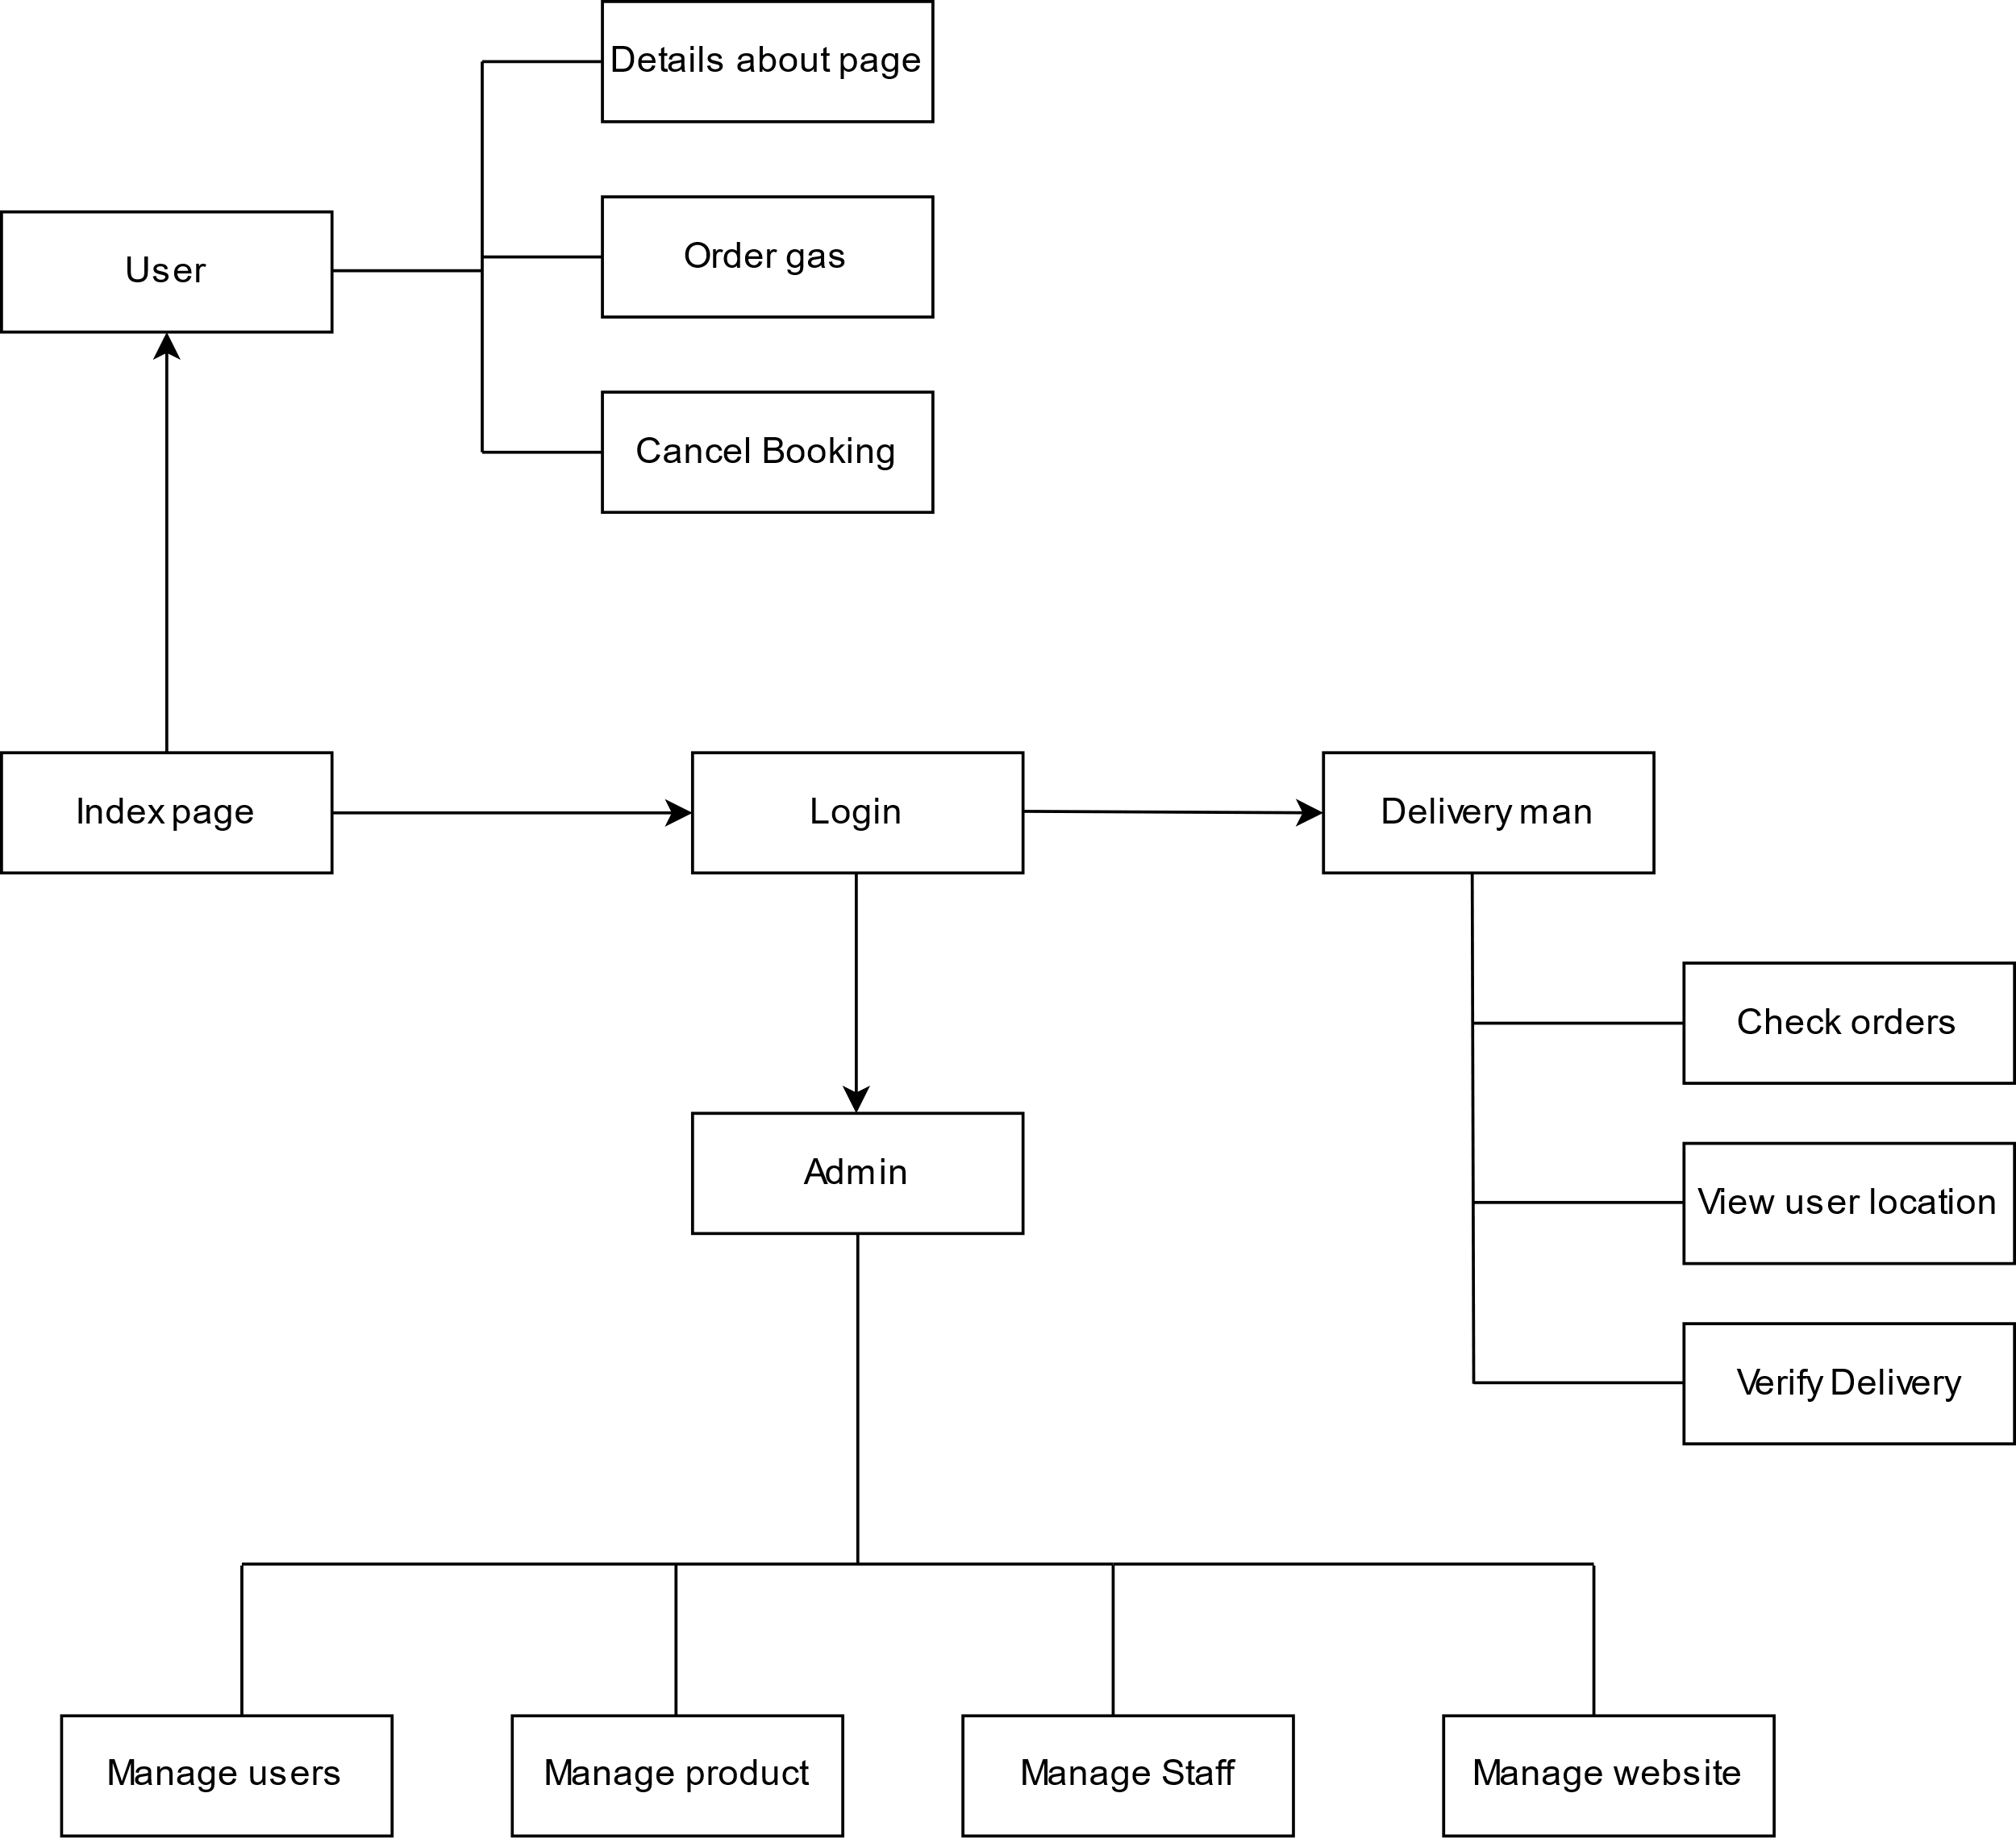 Details about page
User
Order gas
Cancel Booking
Index page
Login
Delivery man
Check orders
Admin
View user location
Verify Delivery
Manage users
Manage product
Manage Staff
Manage website